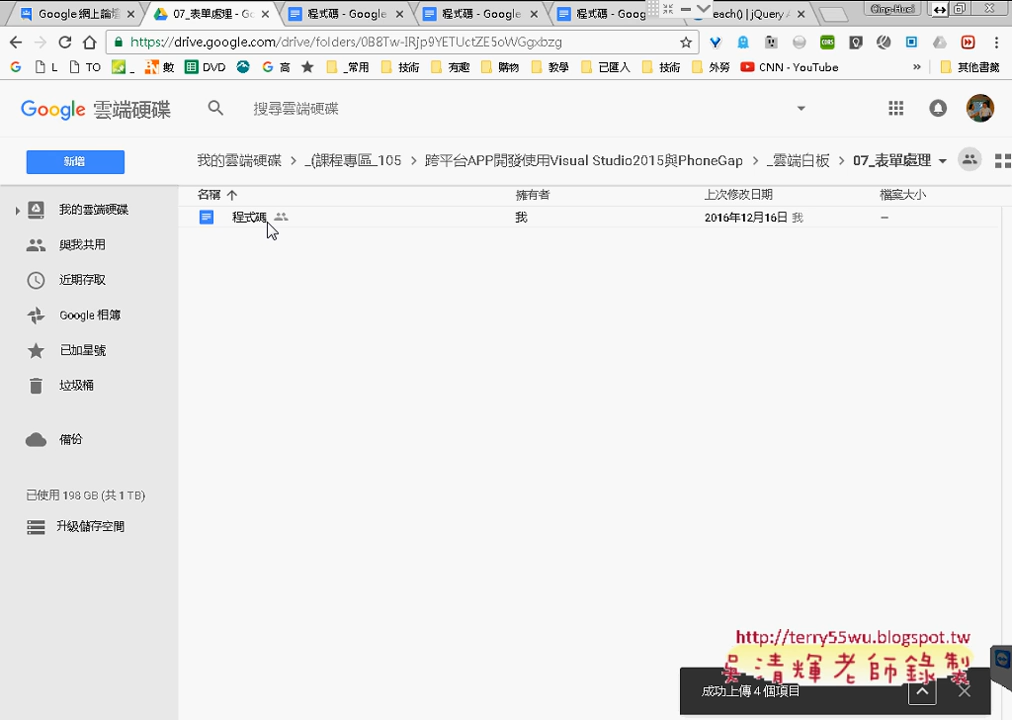 Google 網上論壇
07_表單處理 - G
程式碼 - Google
程式碼 - Google
程式碼 - Goog
each() | jQuery A
Ging-Huei
https://drive.google.com/drive/folders/0B8Tw-IRjp9YETUctZE5oWGgxbzg
L
TO
數
DVD
高
_常用
技術
有趣
購物
教學
已匯入
技術
外勞
CNN - YouTube
»
其他書籤
Google 雲端硬碟
搜尋雲端硬碟
新增
我的雲端硬碟 > _(課程專區_105 > 跨平台APP開發使用Visual Studio2015與PhoneGap > _雲端白板 > 07_表單處理
名稱 ↑ 擁有者 上次修改日期 檔案大小
程式碼 我 2016年12月16日 我 –
我的雲端硬碟
與我共用
近期存取
Google 相簿
已加星號
垃圾桶
備份
已使用 198 GB (共 1 TB)
升級儲存空間
http://terry55wu.blogspot.tw
吳清輝老師錄製
成功上傳 4 個項目